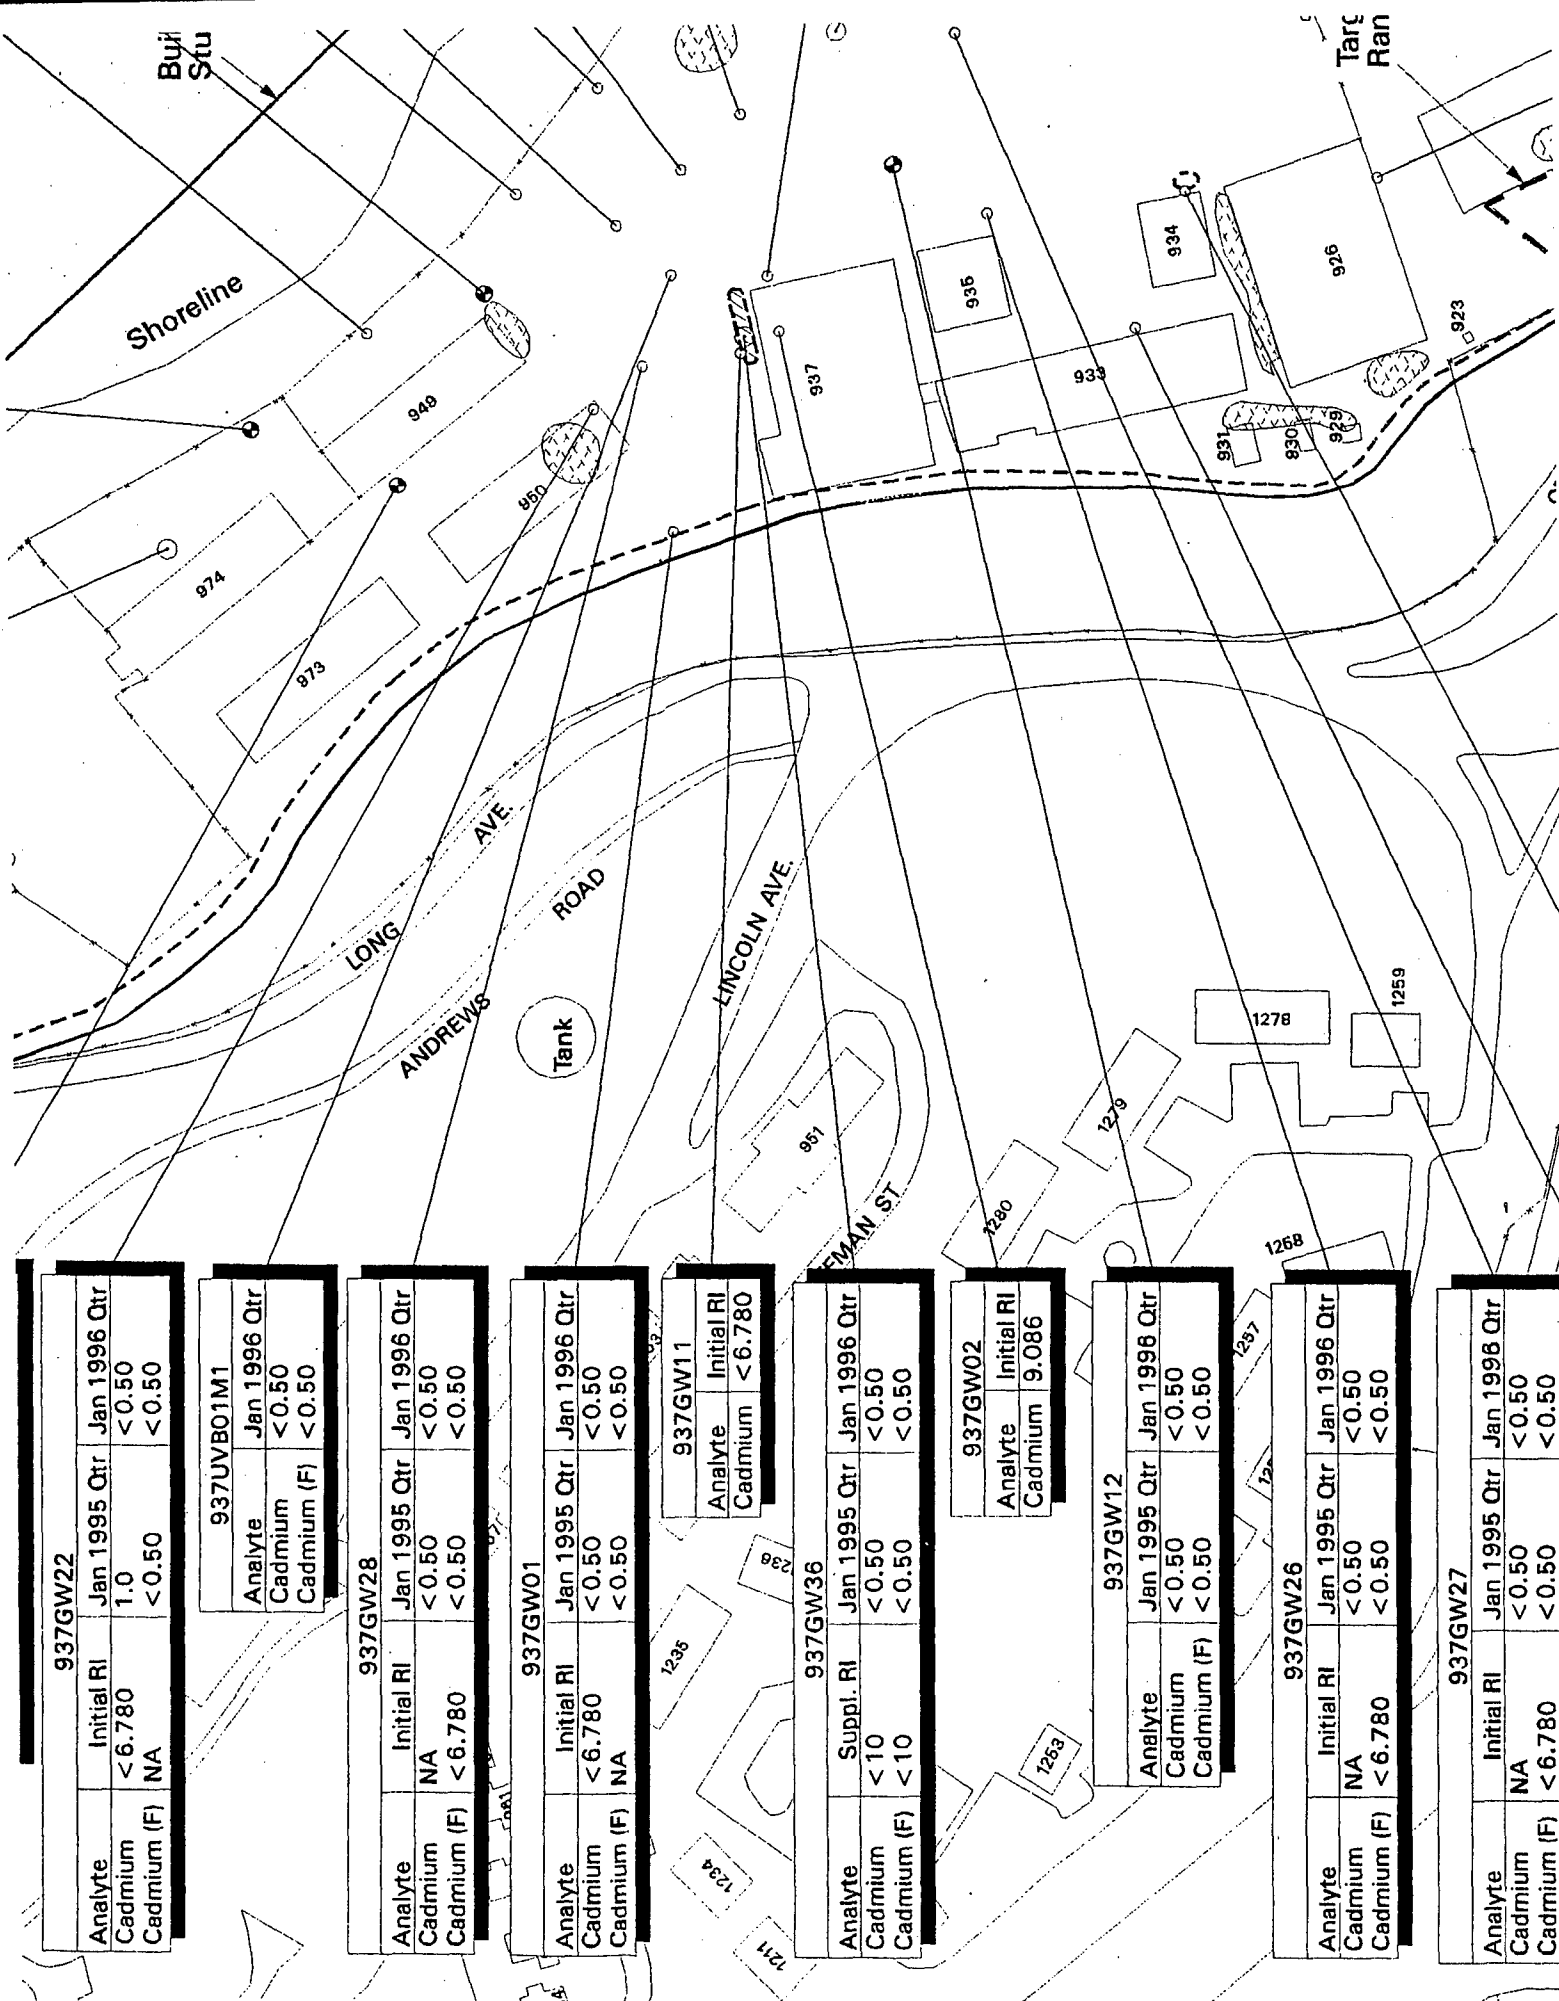 937GW22
Analyte Initial RI Jan 1995 Qtr Jan 1996 Qtr
Cadmium <6.780 1.0 <0.50
Cadmium (F) NA <0.50 <0.50
937UVB01M1
Analyte Jan 1996 Qtr
Cadmium <0.50
Cadmium (F) <0.50
937GW28
Analyte Initial RI Jan 1995 Qtr Jan 1996 Qtr
Cadmium NA <0.50 <0.50
Cadmium (F) <6.780 <0.50 <0.50
937GW01
Analyte Initial RI Jan 1995 Qtr Jan 1996 Qtr
Cadmium <6.780 <0.50 <0.50
Cadmium (F) NA <0.50 <0.50
937GW11
Analyte Initial RI
Cadmium <6.780
937GW36
Analyte Suppl. RI Jan 1995 Qtr Jan 1996 Qtr
Cadmium <10 <0.50 <0.50
Cadmium (F) <10 <0.50 <0.50
937GW02
Analyte Initial RI
Cadmium 9.086
937GW12
Analyte Jan 1995 Qtr Jan 1996 Qtr
Cadmium <0.50 <0.50
Cadmium (F) <0.50 <0.50
937GW26
Analyte Initial RI Jan 1995 Qtr Jan 1996 Qtr
Cadmium NA <0.50 <0.50
Cadmium (F) <6.780 <0.50 <0.50
937GW27
Analyte Initial RI Jan 1995 Qtr Jan 1996 Qtr
Cadmium NA <0.50 <0.50
Cadmium (F) <6.780 <0.50 <0.50
Buil
Stu
Shoreline
Targ
Ran
949
950
974
973
937
935
933
934
926
923
931
930
929
LONG AVE.
ANDREWS ROAD
LINCOLN AVE.
Tank
951
EMAN ST
1280
1279
1278
1259
1268
1257
1235
1236
1234
1211
1253